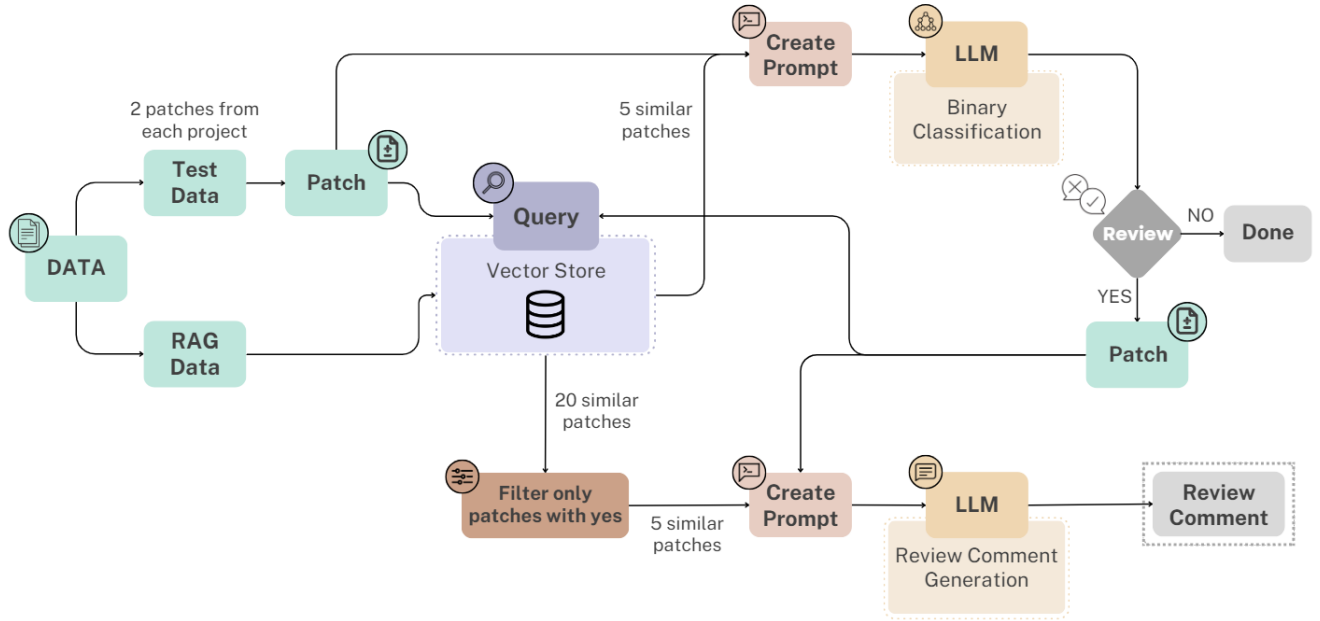 Create
Prompt
LLM
Binary
Classification
5 similar
patches
2 patches from
each project
Test
Data
Patch
Query
Vector Store
DATA
RAG
Data
Review
NO
Done
YES
Patch
20 similar
patches
Filter only
patches with yes
5 similar
patches
Create
Prompt
LLM
Review Comment
Generation
Review
Comment